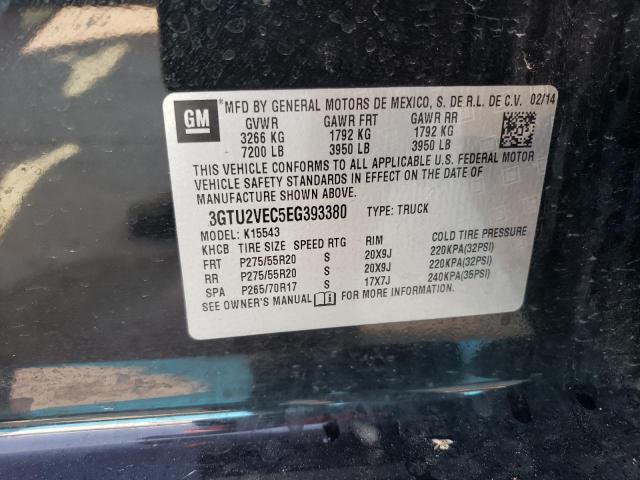 GM
*MFD BY GENERAL MOTORS DE MEXICO, S. DE R.L. DE C.V. 02/14
GVWR GAWR FRT GAWR RR
3266 KG 1792 KG 1792 KG
7200 LB 3950 LB 3950 LB
THIS VEHICLE CONFORMS TO ALL APPLICABLE U.S. FEDERAL MOTOR
VEHICLE SAFETY STANDARDS IN EFFECT ON THE DATE OF
MANUFACTURE SHOWN ABOVE.
3GTU2VEC5EG393380 TYPE: TRUCK
MODEL: K15543
KHCB TIRE SIZE SPEED RTG RIM COLD TIRE PRESSURE
FRT P275/55R20 S 20X9J 220KPA(32PSI)
RR P275/55R20 S 20X9J 220KPA(32PSI)
SPA P265/70R17 S 17X7J 240KPA(35PSI)
SEE OWNER'S MANUAL i FOR MORE INFORMATION.